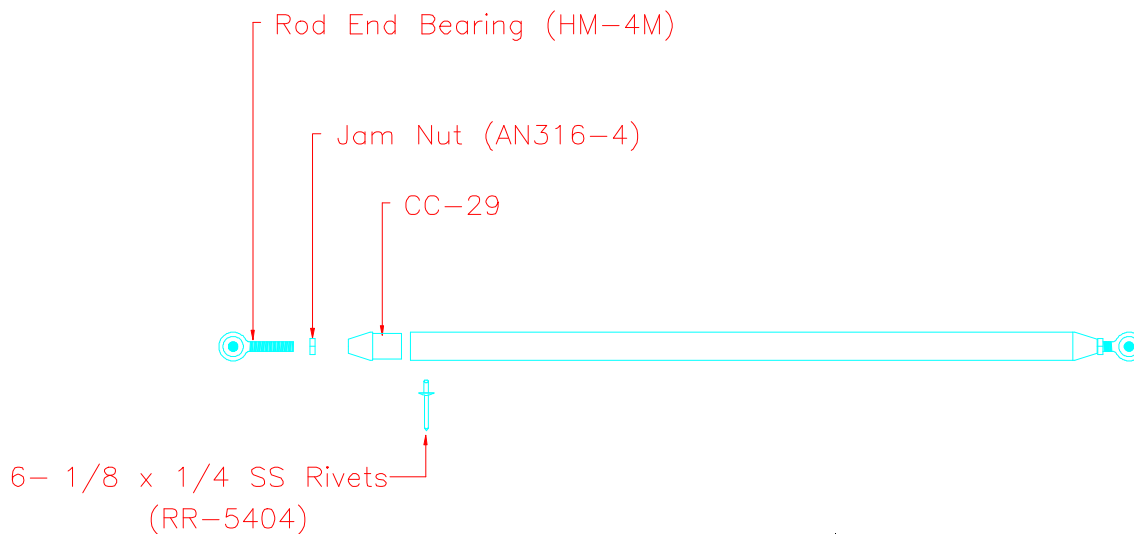 Rod End Bearing (HM-4M)
Jam Nut (AN316-4)
CC-29
6- 1/8 x 1/4 SS Rivets
(RR-5404)